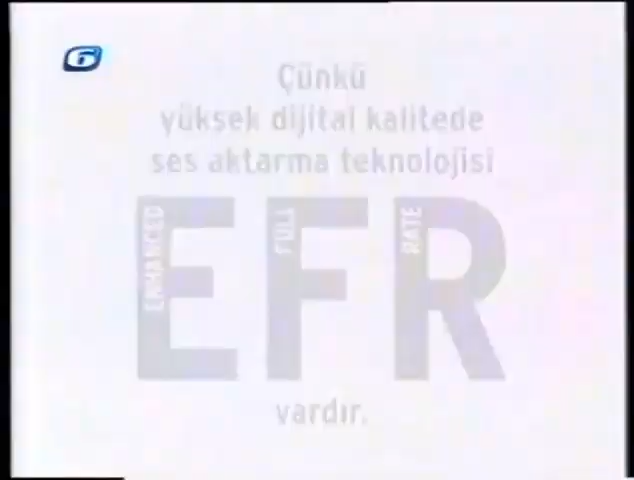 6
Çünkü
yüksek dijital kalitede
ses aktarma teknolojisi
EFR
ENHANCED
FULL
RATE
vardır.